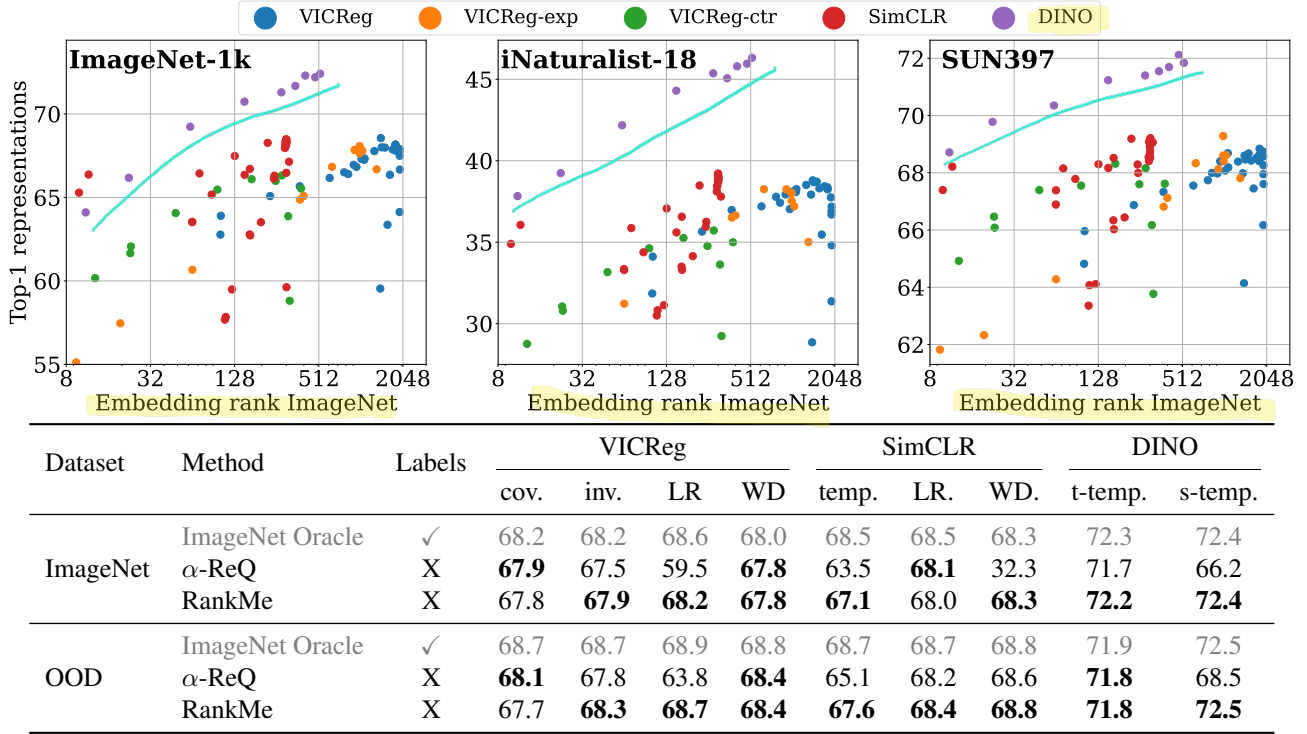 VICReg VICReg-exp VICReg-ctr SimCLR DINO
ImageNet-1k iNaturalist-18 SUN397
Top-1 representations
70
65
60
55
8 32 128 512 2048
Embedding rank ImageNet
45
40
35
30
8 32 128 512 2048
Embedding rank ImageNet
72
70
68
66
64
62
8 32 128 512 2048
Embedding rank ImageNet
Dataset Method Labels VICReg SimCLR DINO
cov. inv. LR WD temp. LR. WD. t-temp. s-temp.
ImageNet Oracle ✓ 68.2 68.2 68.6 68.0 68.5 68.5 68.3 72.3 72.4
ImageNet α-ReQ X 67.9 67.5 59.5 67.8 63.5 68.1 32.3 71.7 66.2
RankMe X 67.8 67.9 68.2 67.8 67.1 68.0 68.3 72.2 72.4
ImageNet Oracle ✓ 68.7 68.7 68.9 68.8 68.7 68.7 68.8 71.9 72.5
OOD α-ReQ X 68.1 67.8 63.8 68.4 65.1 68.2 68.6 71.8 68.5
RankMe X 67.7 68.3 68.7 68.4 67.6 68.4 68.8 71.8 72.5